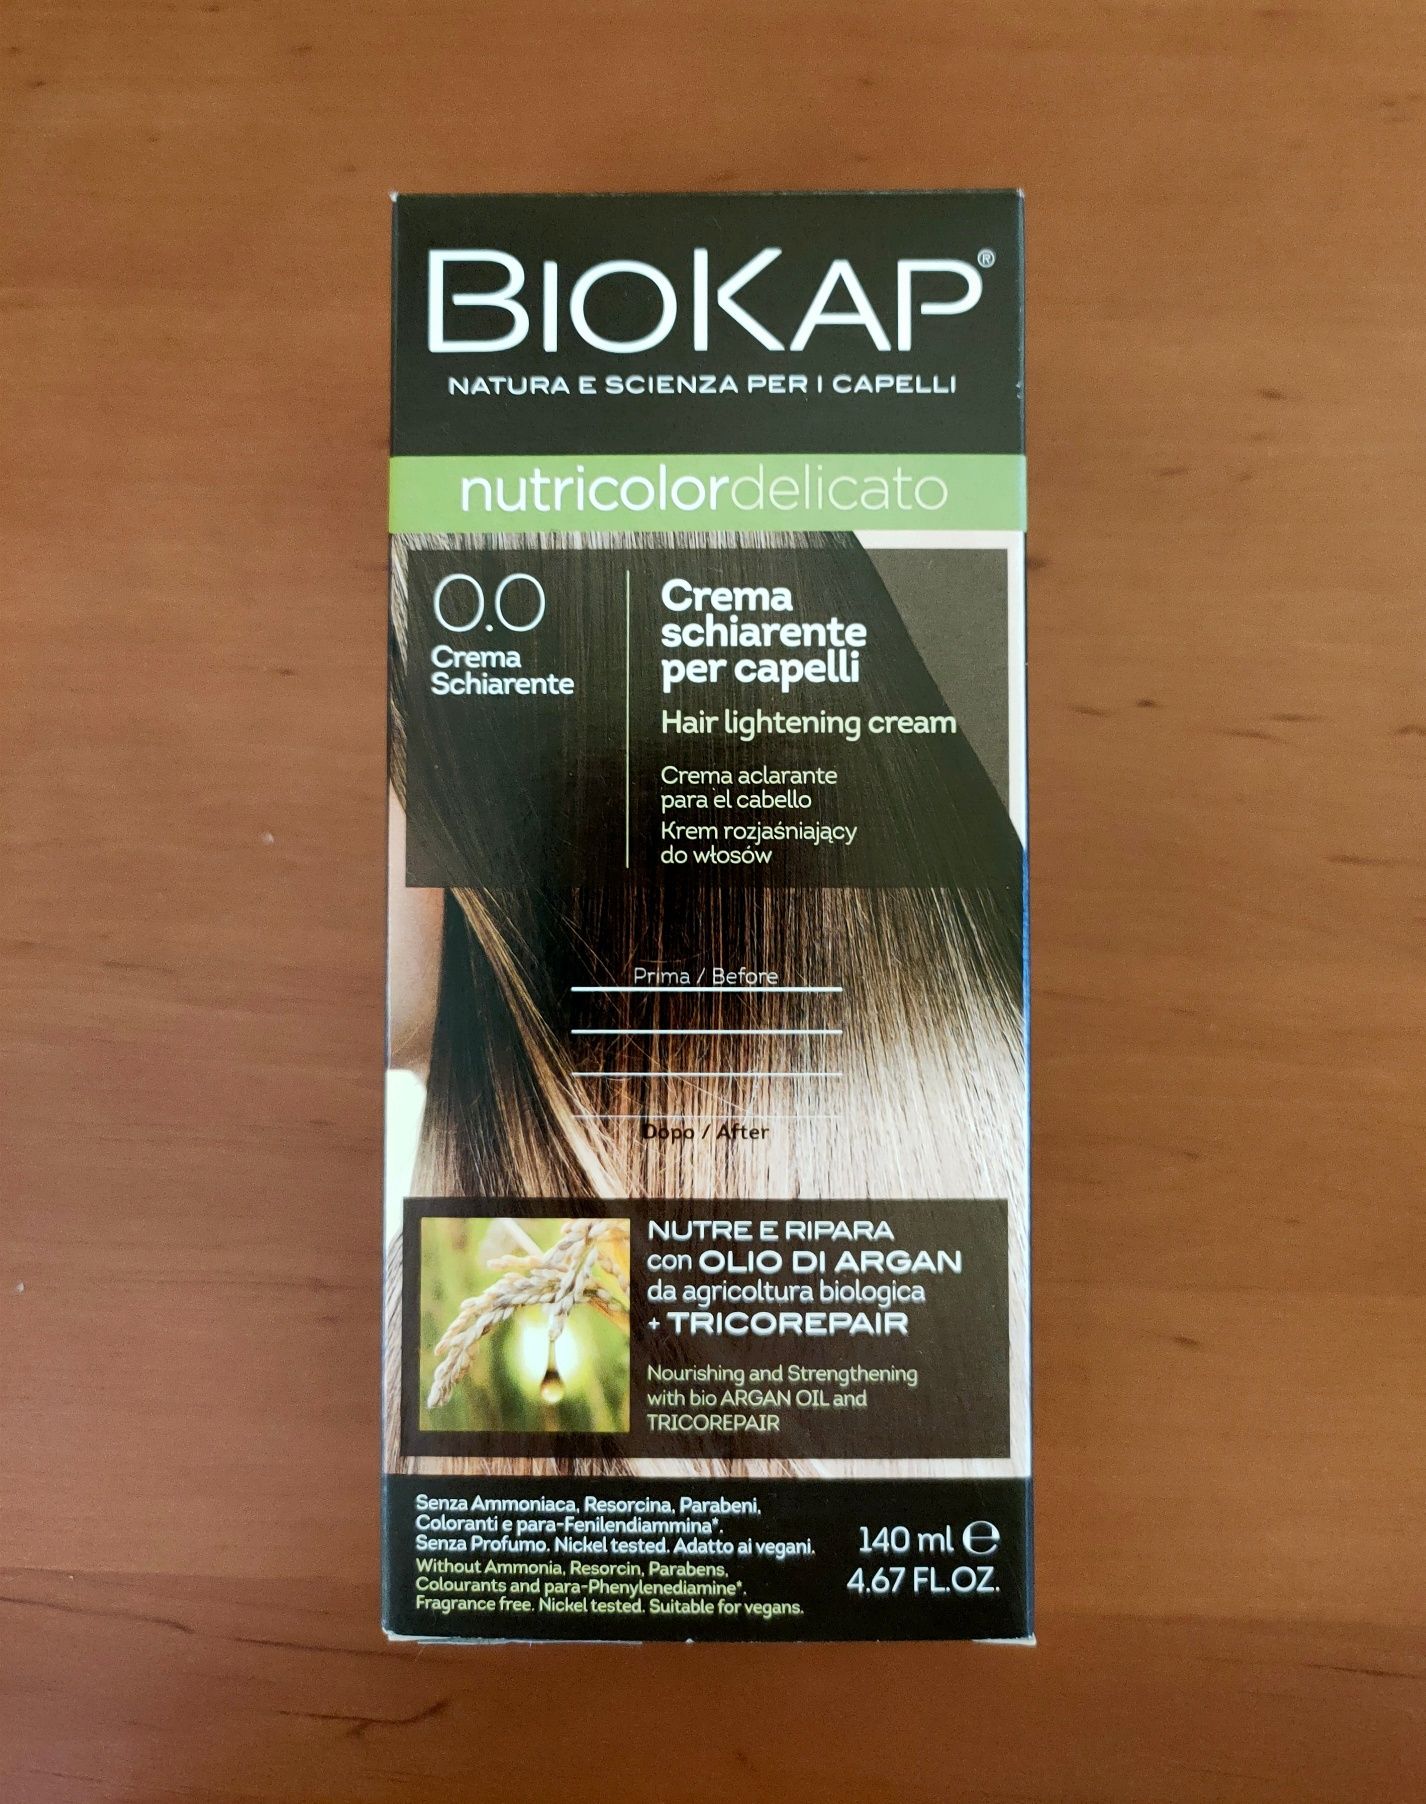 BIOKAP®
NATURA E SCIENZA PER I CAPELLI
nutricolordelicato
0.0
Crema
Schiarente
Crema
schiarente
per capelli
Hair lightening cream
Crema aclarante
para el cabello
Krem rozjaśniający
do włosów
Prima / Before
Dopo / After
NUTRE E RIPARA
con OLIO DI ARGAN
da agricoltura biologica
+ TRICOREPAIR
Nourishing and Strengthening
with bio ARGAN OIL and
TRICOREPAIR
Senza Ammoniaca, Resorcina, Parabeni,
Coloranti e para-Fenilendiammina*.
Senza Profumo. Nickel tested. Adatto ai vegani.
Without Ammonia, Resorcin, Parabens,
Colourants and para-Phenylenediamine*.
Fragrance free. Nickel tested. Suitable for vegans.
140 ml ℮
4.67 FL.OZ.